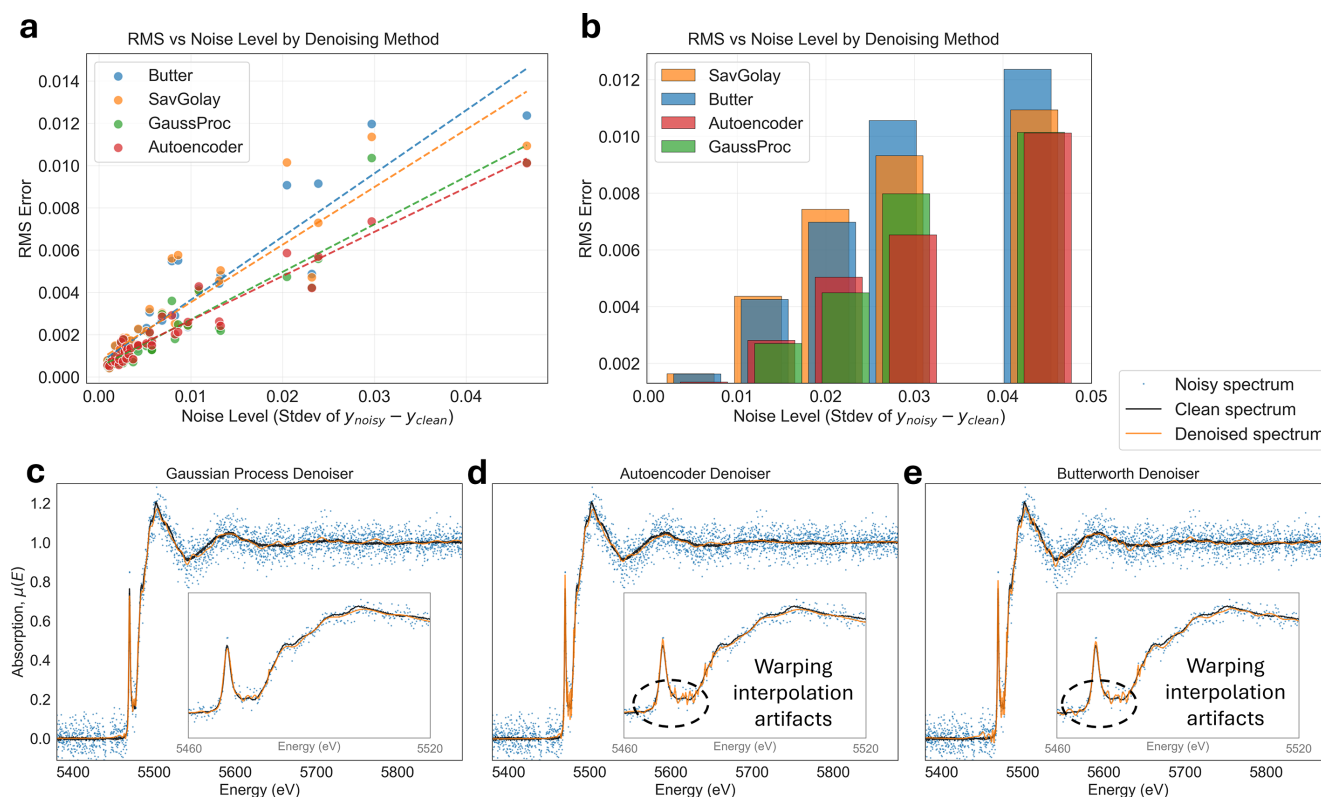 a
RMS vs Noise Level by Denoising Method
Butter
SavGolay
GaussProc
Autoencoder
0.014
0.012
0.010
0.008
0.006
0.004
0.002
0.000
RMS Error
0.00 0.01 0.02 0.03 0.04
Noise Level (Stdev of y_noisy − y_clean)
b
RMS vs Noise Level by Denoising Method
SavGolay
Butter
Autoencoder
GaussProc
0.012
0.010
0.008
0.006
0.004
0.002
RMS Error
0.00 0.01 0.02 0.03 0.04 0.05
Noise Level (Stdev of y_noisy − y_clean)
Noisy spectrum
Clean spectrum
Denoised spectrum
c
Gaussian Process Denoiser
1.2
1.0
0.8
0.6
0.4
0.2
0.0
Absorption, μ(E)
5460 Energy (eV) 5520
5400 5500 5600 5700 5800
Energy (eV)
d
Autoencoder Denoiser
Warping
interpolation
artifacts
5460 Energy (eV) 5520
5400 5500 5600 5700 5800
Energy (eV)
e
Butterworth Denoiser
Warping
interpolation
artifacts
5460 Energy (eV) 5520
5400 5500 5600 5700 5800
Energy (eV)